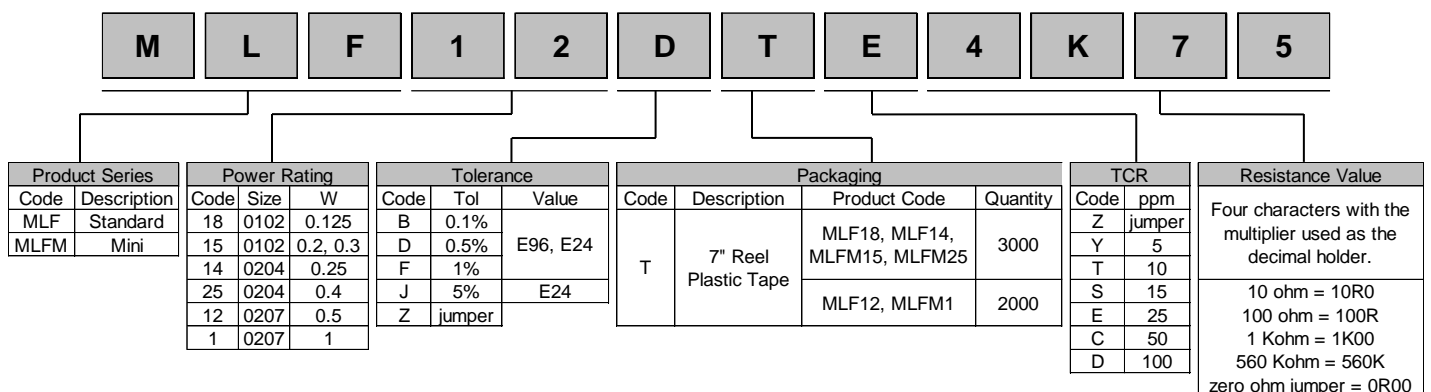 M L F 1 2 D T E 4 K 7 5
Product Series
Code Description
MLF Standard
MLFM Mini
Power Rating
Code Size W
18 0102 0.125
15 0102 0.2, 0.3
14 0204 0.25
25 0204 0.4
12 0207 0.5
1 0207 1
Tolerance
Code Tol Value
B 0.1%
D 0.5% E96, E24
F 1%
J 5% E24
Z jumper
Packaging
Code Description Product Code Quantity
T 7" Reel
Plastic Tape
MLF18, MLF14,
MLFM15, MLFM25
3000
MLF12, MLFM1 2000
TCR
Code ppm
Z jumper
Y 5
T 10
S 15
E 25
C 50
D 100
Resistance Value
Four characters with the
multiplier used as the
decimal holder.
10 ohm = 10R0
100 ohm = 100R
1 Kohm = 1K00
560 Kohm = 560K
zero ohm jumper = 0R00